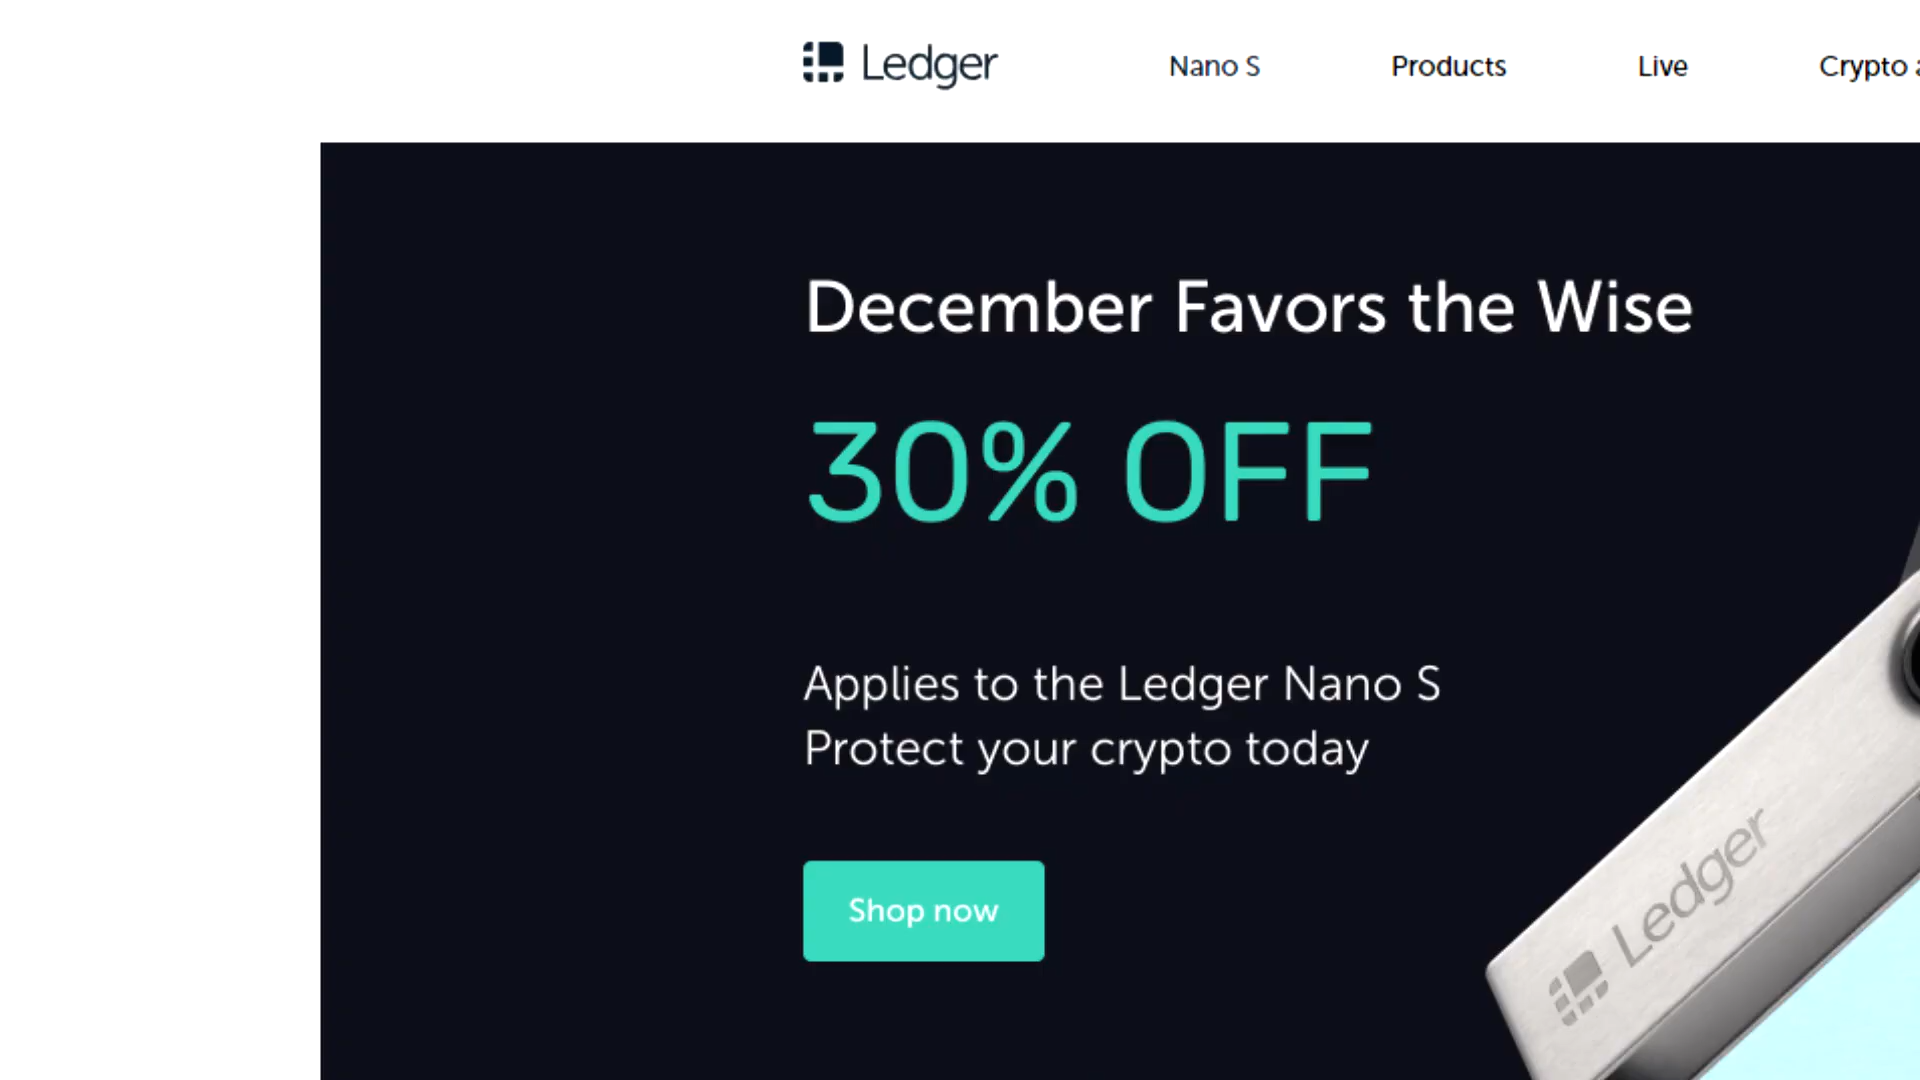 Ledger
Nano S
Products
Live
Crypto
December Favors the Wise
30% OFF
Applies to the Ledger Nano S
Protect your crypto today
Shop now
Ledger